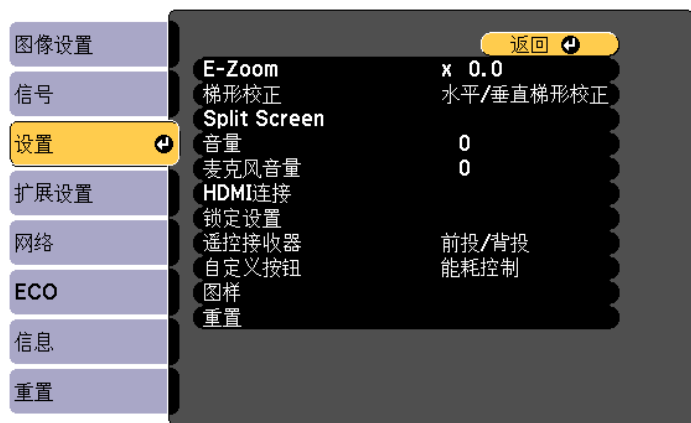 图像设置
信号
设置
扩展设置
网络
ECO
信息
重置
返回
E-Zoom x 0.0
梯形校正 水平/垂直梯形校正
Split Screen
音量 0
麦克风音量 0
HDMI连接
锁定设置
遥控接收器 前投/背投
自定义按钮 能耗控制
图样
重置